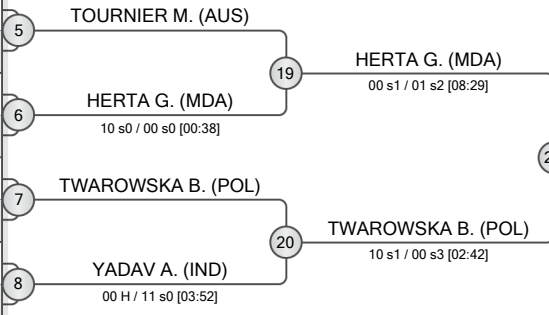 5
TOURNIER M. (AUS)
19
HERTA G. (MDA)
00 s1 / 01 s2 [08:29]
6
HERTA G. (MDA)
10 s0 / 00 s0 [00:38]
7
TWAROWSKA B. (POL)
20
TWAROWSKA B. (POL)
10 s1 / 00 s3 [02:42]
8
YADAV A. (IND)
00 H / 11 s0 [03:52]